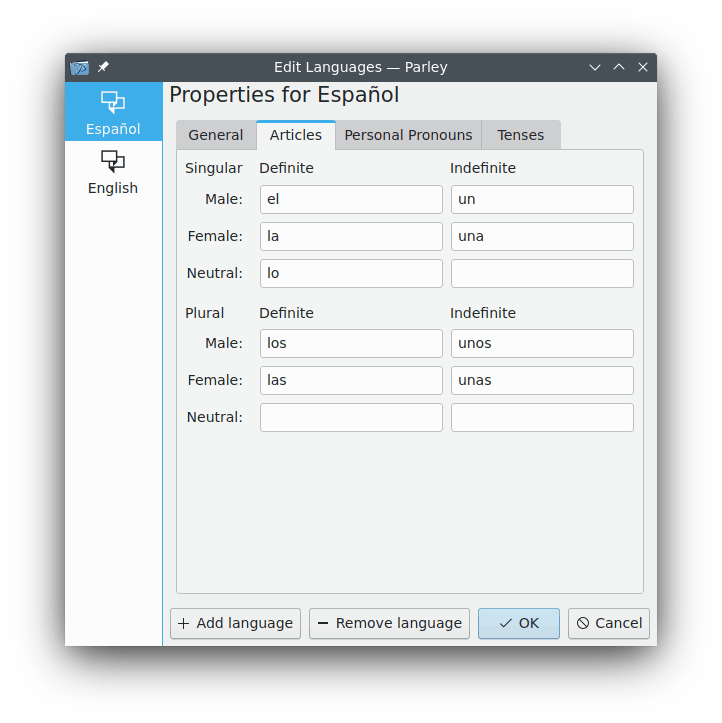 Edit Languages — Parley
Español
English
Properties for Español
General Articles Personal Pronouns Tenses
Singular Definite Indefinite
Male: el un
Female: la una
Neutral: lo
Plural Definite Indefinite
Male: los unos
Female: las unas
Neutral:
Add language Remove language OK Cancel